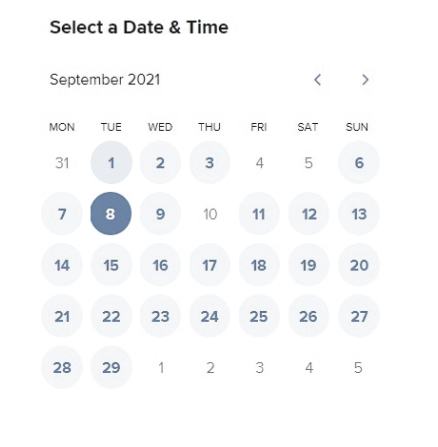 Select a Date & Time
September 2021
MON TUE WED THU FRI SAT SUN
31 1 2 3 4 5 6
7 8 9 10 11 12 13
14 15 16 17 18 19 20
21 22 23 24 25 26 27
28 29 1 2 3 4 5